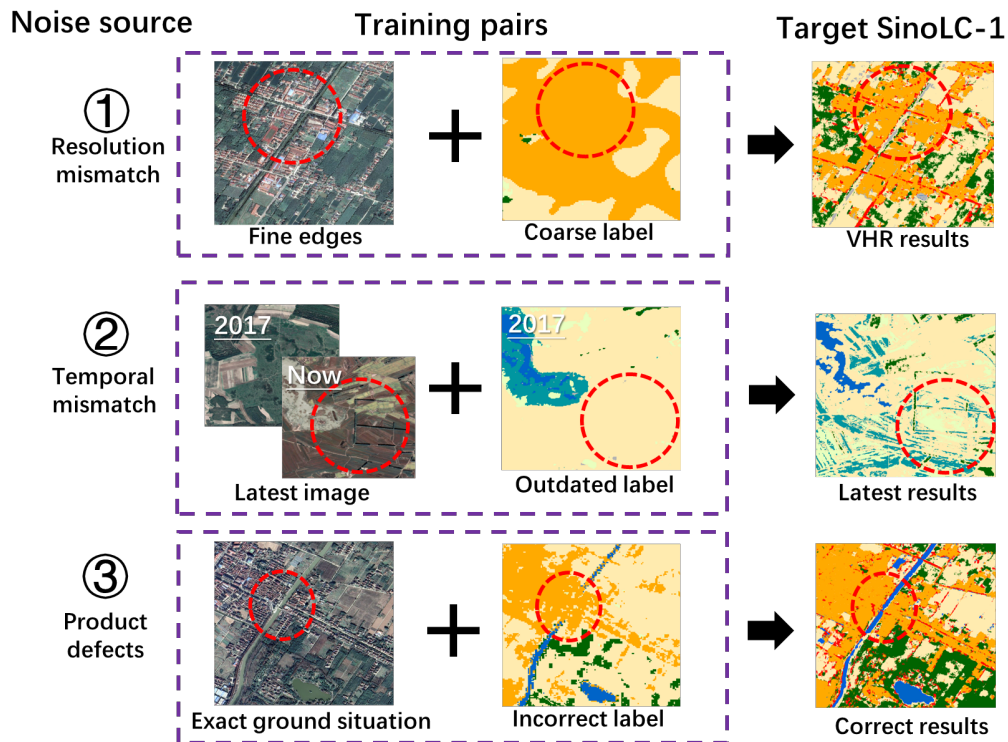 Noise source
Training pairs
Target SinoLC-1
①
Resolution
mismatch
Fine edges
Coarse label
VHR results
②
Temporal
mismatch
2017
Now
2017
Latest image
Outdated label
Latest results
③
Product
defects
Exact ground situation
Incorrect label
Correct results